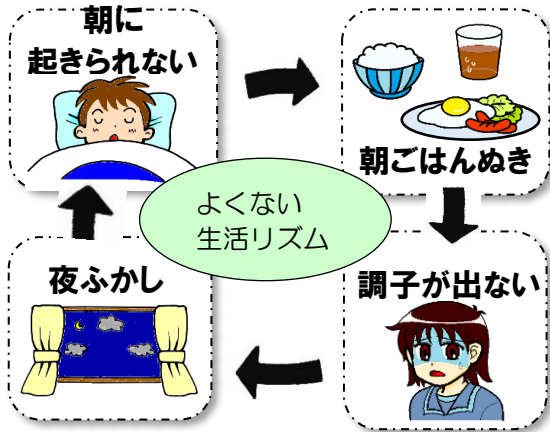 朝に
起きられない
朝ごはんぬき
よくない
生活リズム
調子が出ない
夜ふかし